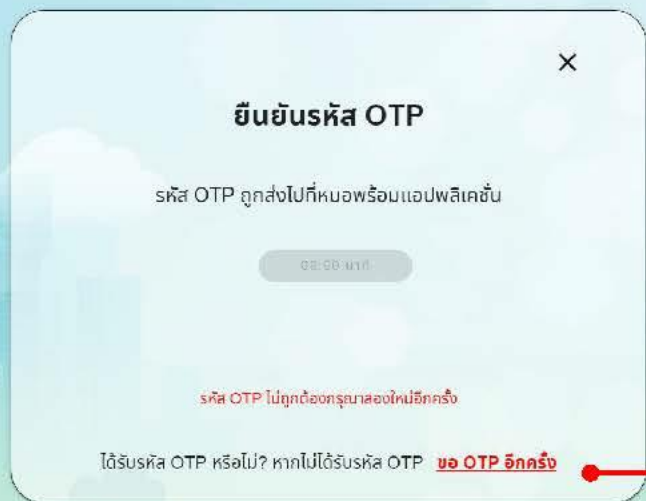 ยืนยันรหัส OTP
รหัส OTP ถูกส่งไปที่หมอพร้อมแอปพลิเคชั่น
นาที
รหัส OTP ไม่ถูกต้องกรุณาลองใหม่อีกครั้ง
ได้รับรหัส OTP หรือไม่? หากไม่ได้รับรหัส OTP ขอ OTP อีกครั้ง